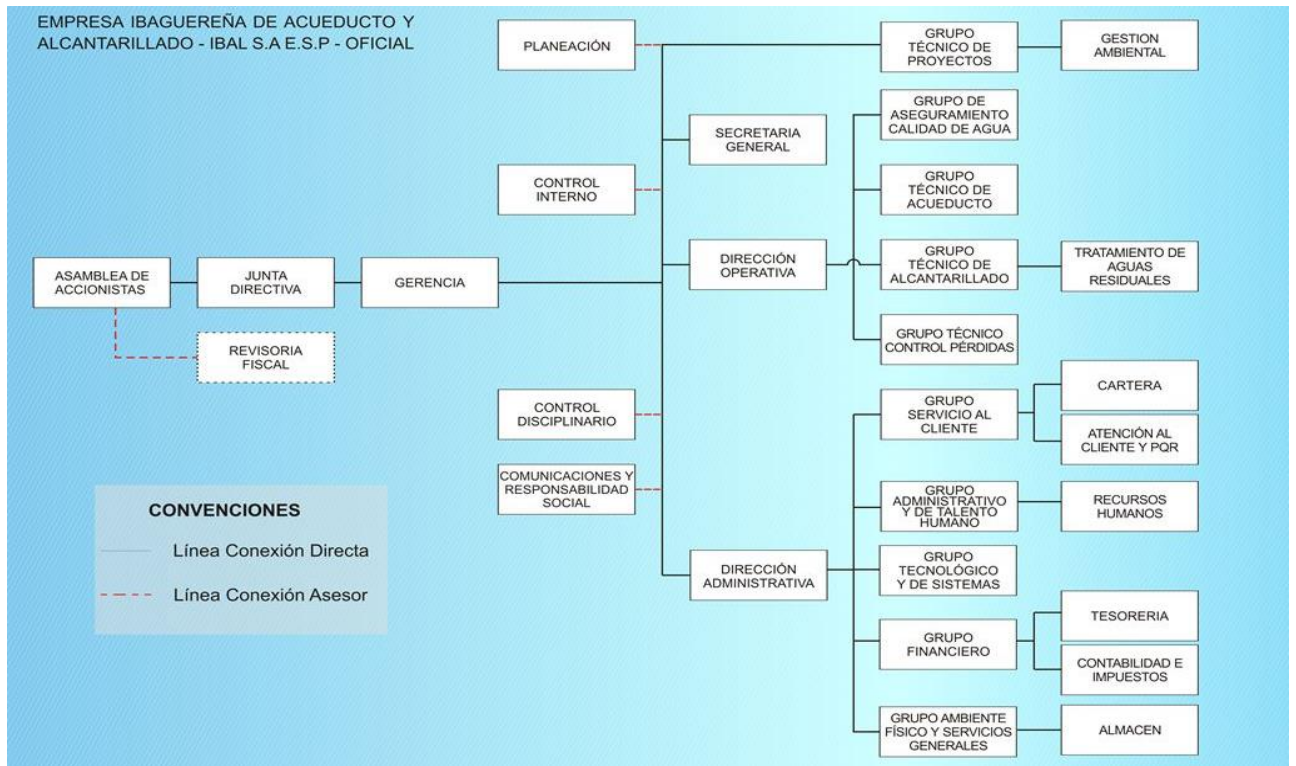 EMPRESA IBAGUEREÑA DE ACUEDUCTO Y
ALCANTARILLADO - IBAL S.A E.S.P - OFICIAL
PLANEACIÓN
GRUPO
TÉCNICO DE
PROYECTOS
GESTION
AMBIENTAL
GRUPO DE
ASEGURAMIENTO
CALIDAD DE AGUA
SECRETARIA
GENERAL
CONTROL
INTERNO
GRUPO
TÉCNICO DE
ACUEDUCTO
ASAMBLEA DE
ACCIONISTAS
JUNTA
DIRECTIVA
GERENCIA
DIRECCIÓN
OPERATIVA
GRUPO
TÉCNICO DE
ALCANTARILLADO
TRATAMIENTO DE
AGUAS
RESIDUALES
REVISORIA
FISCAL
GRUPO TÉCNICO
CONTROL PÉRDIDAS
CONTROL
DISCIPLINARIO
GRUPO
SERVICIO AL
CLIENTE
CARTERA
ATENCIÓN AL
CLIENTE Y PQR
COMUNICACIONES Y
RESPONSABILIDAD
SOCIAL
GRUPO
ADMINISTRATIVO
Y DE TALENTO
HUMANO
RECURSOS
HUMANOS
CONVENCIONES
Línea Conexión Directa
Línea Conexión Asesor
DIRECCIÓN
ADMINISTRATIVA
GRUPO
TECNOLÓGICO
Y DE SISTEMAS
GRUPO
FINANCIERO
TESORERIA
CONTABILIDAD E
IMPUESTOS
GRUPO AMBIENTE
FÍSICO Y SERVICIOS
GENERALES
ALMACEN